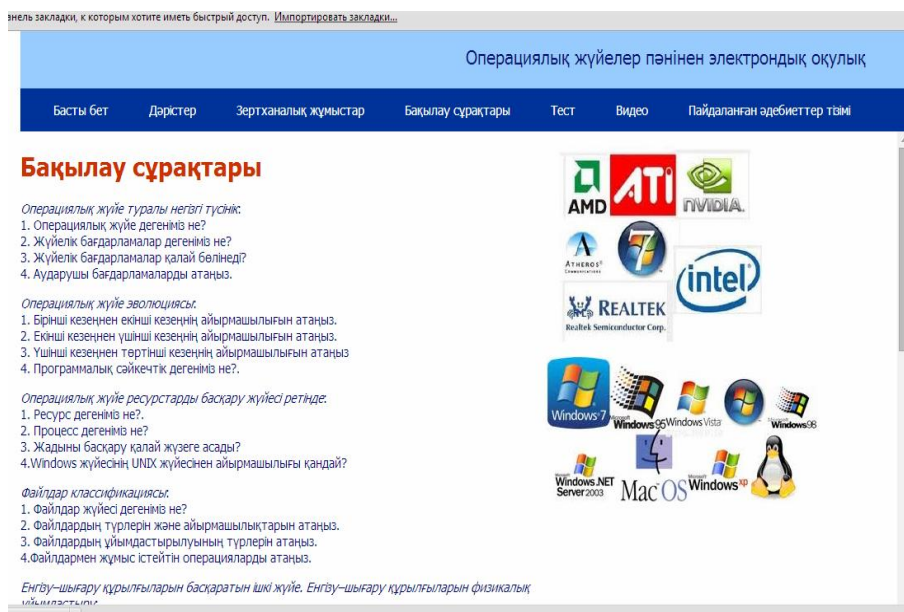 анель закладки, к которым хотите иметь быстрый доступ. Импортировать закладки...
Операциялық жүйелер пәнінен электрондық оқулық
Басты бет Дәрістер Зертханалық жұмыстар Бақылау сұрақтары Тест Видео Пайдаланған әдебиеттер тізімі
Бақылау сұрақтары
Операциялық жүйе туралы негізгі түсінік:
1. Операциялық жүйе дегеніміз не?
2. Жүйелік бағдарламалар дегеніміз не?
3. Жүйелік бағдарламалар қалай бөлінеді?
4. Аударушы бағдарламаларды атаңыз.
Операциялық жүйе эволюциясы:
1. Бірінші кезеңнен екінші кезеңнің айырмашылығын атаңыз.
2. Екінші кезеңнен үшінші кезеңнің айырмашылығын атаңыз.
3. Үшінші кезеңнен төртінші кезеңнің айырмашылығын атаңыз
4. Программалық сәйкечтік дегеніміз не?.
Операциялық жүйе ресурстарды басқару жүйесі ретінде:
1. Ресурс дегеніміз не?.
2. Процесс дегеніміз не?
3. Жадыны басқару қалай жүзеге асады?
4.Windows жүйесінің UNIX жүйесінен айырмашылығы қандай?
Файлдар классификациясы:
1. Файлдар жүйесі дегеніміз не?
2. Файлдардың түрлерін және айырмашылықтарын атаңыз.
3. Файлдардың ұйымдастырылуының түрлерін атаңыз.
4.Файлдармен жұмыс істейтін операцияларды атаңыз.
Енгізу–шығару құрылғыларын басқаратын ішкі жүйе. Енгізу–шығару құрылғыларын физикалық
ұйымдастыру:
AMD ATI NVIDIA.
ATHEROS
Communications
7
intel
REALTEK
Realtek Semiconductor Corp.
Windows 7 Microsoft Windows 95 Windows Vista Microsoft Windows 98
Windows .NET
Server 2003
Mac OS
Windows xp